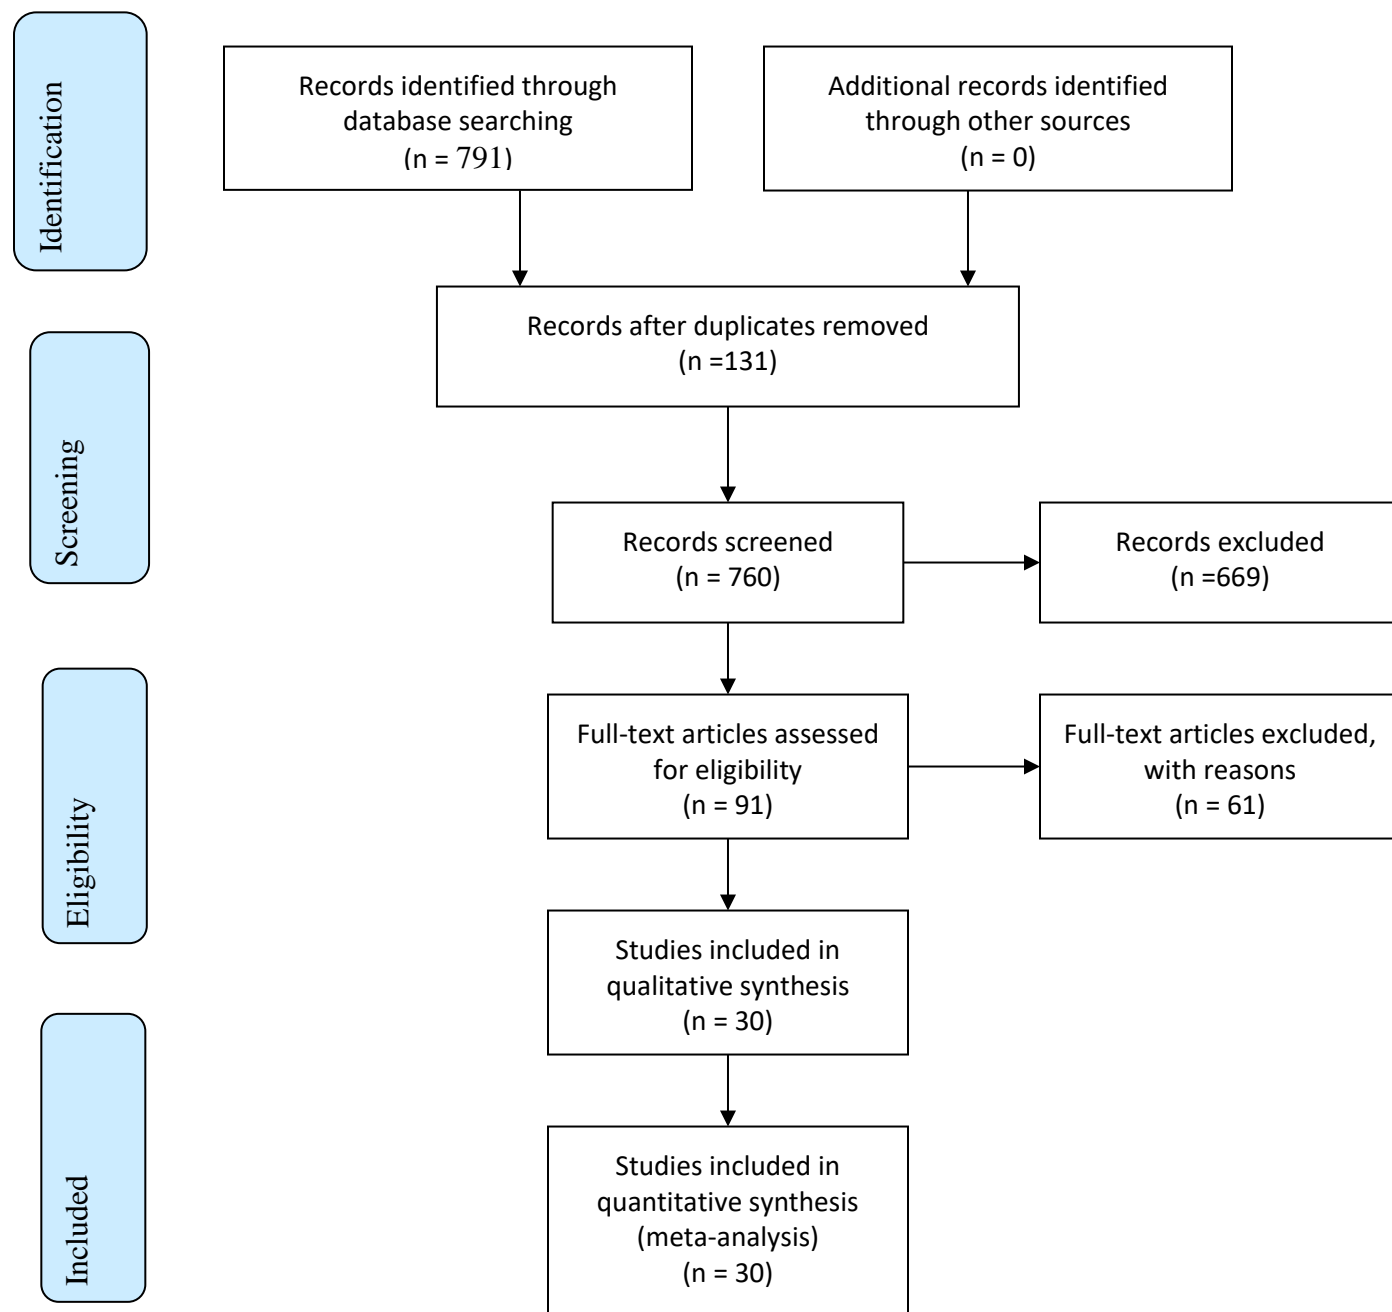 Identification
Records identified through
database searching
(n = 791)
Additional records identified
through other sources
(n = 0)
Records after duplicates removed
(n =131)
Screening
Records screened
(n = 760)
Records excluded
(n =669)
Eligibility
Full-text articles assessed
for eligibility
(n = 91)
Full-text articles excluded,
with reasons
(n = 61)
Studies included in
qualitative synthesis
(n = 30)
Included
Studies included in
quantitative synthesis
(meta-analysis)
(n = 30)